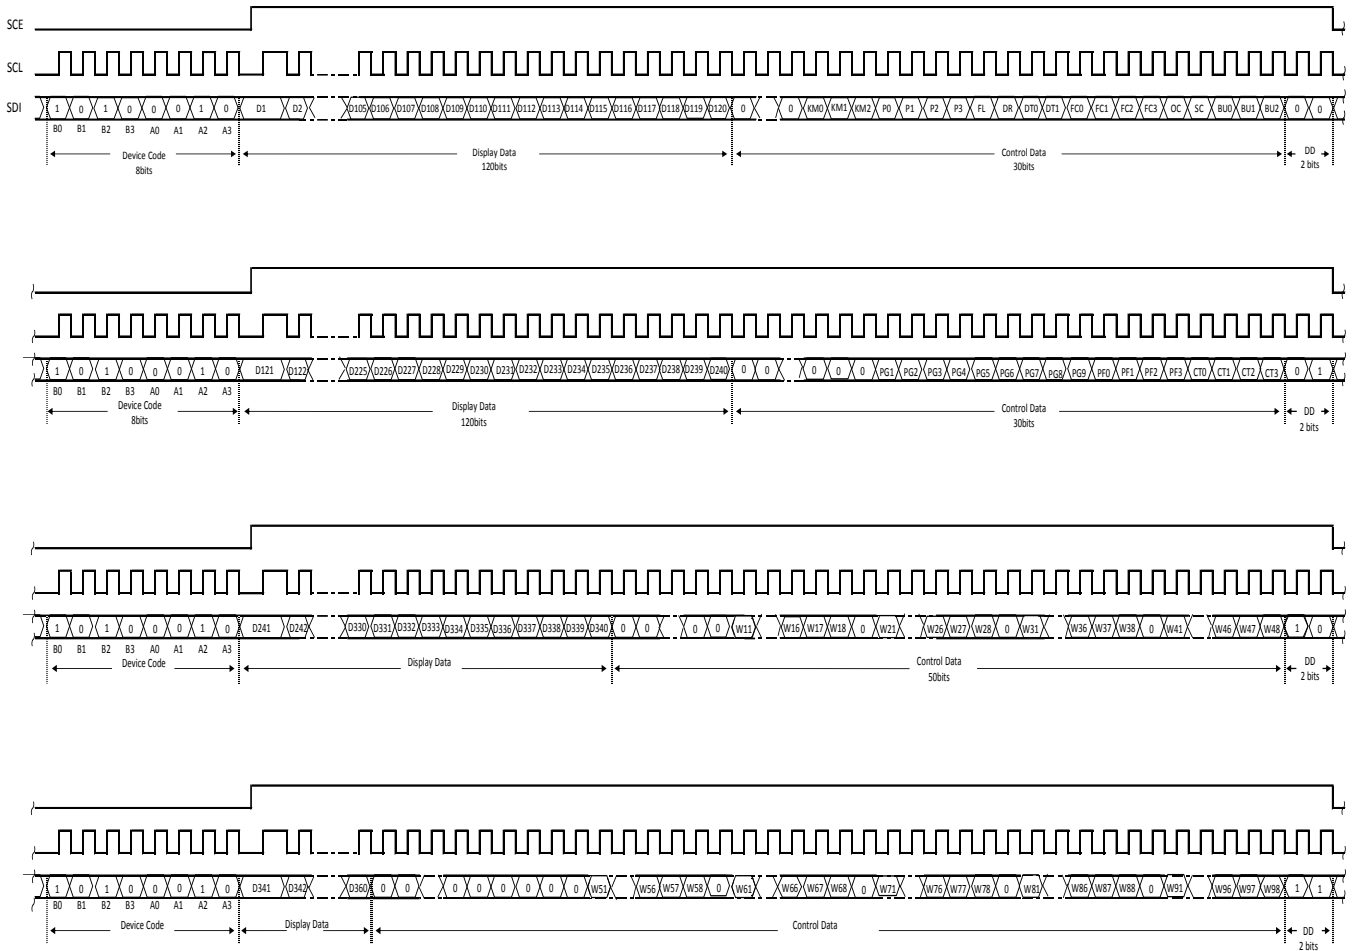 SCE
SCL
SDI 1 0 1 0 0 0 1 0 D1 D2 D105 D106 D107 D108 D109 D110 D111 D112 D113 D114 D115 D116 D117 D118 D119 D120 0 0 KM0 KM1 KM2 P0 P1 P2 P3 FL DR DT0 DT1 FC0 FC1 FC2 FC3 OC SC BU0 BU1 BU2 0 0
B0 B1 B2 B3 A0 A1 A2 A3
Device Code Display Data Control Data DD
8bits 120bits 30bits 2 bits
1 0 1 0 0 0 1 0 D121 D122 D225 D226 D227 D228 D229 D230 D231 D232 D233 D234 D235 D236 D237 D238 D239 D240 0 0 0 0 0 PG1 PG2 PG3 PG4 PG5 PG6 PG7 PG8 PG9 PF0 PF1 PF2 PF3 CT0 CT1 CT2 CT3 0 1
B0 B1 B2 B3 A0 A1 A2 A3
Device Code Display Data Control Data DD
8bits 120bits 30bits 2 bits
1 0 1 0 0 0 1 0 D241 D242 D330 D331 D332 D333 D334 D335 D336 D337 D338 D339 D340 0 0 0 0 W11 W16 W17 W18 0 W21 W26 W27 W28 0 W31 W36 W37 W38 0 W41 W46 W47 W48 1 0
B0 B1 B2 B3 A0 A1 A2 A3
Device Code Display Data Control Data DD
50bits 2 bits
1 0 1 0 0 0 1 0 D341 D342 D360 0 0 0 0 0 0 0 0 W51 W56 W57 W58 0 W61 W66 W67 W68 0 W71 W76 W77 W78 0 W81 W86 W87 W88 0 W91 W96 W97 W98 1 1
B0 B1 B2 B3 A0 A1 A2 A3
Device Code Display Data Control Data DD
2 bits